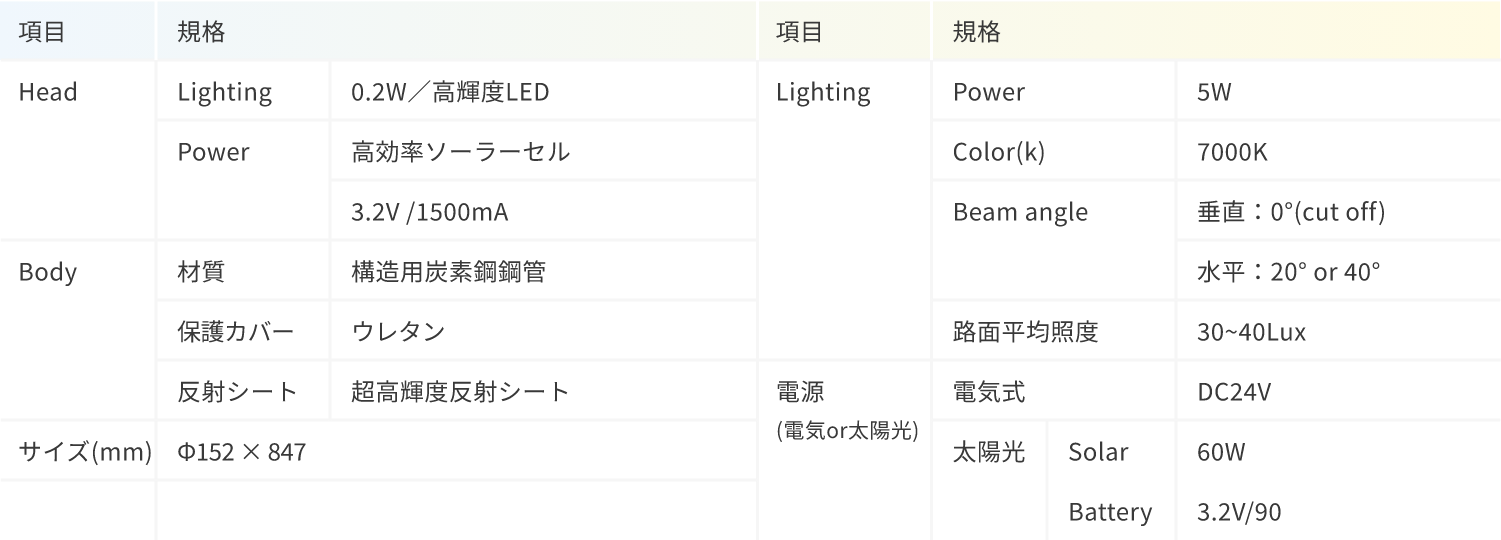 項目 規格 項目 規格
Head Lighting 0.2W／高輝度LED Lighting Power 5W
Power 高効率ソーラーセル Color(k) 7000K
3.2V /1500mA Beam angle 垂直：0°(cut off)
Body 材質 構造用炭素鋼鋼管 水平：20° or 40°
保護カバー ウレタン 路面平均照度 30~40Lux
反射シート 超高輝度反射シート 電源 電気式 DC24V
(電気or太陽光)
サイズ(mm) Φ152 × 847 太陽光 Solar 60W
Battery 3.2V/90